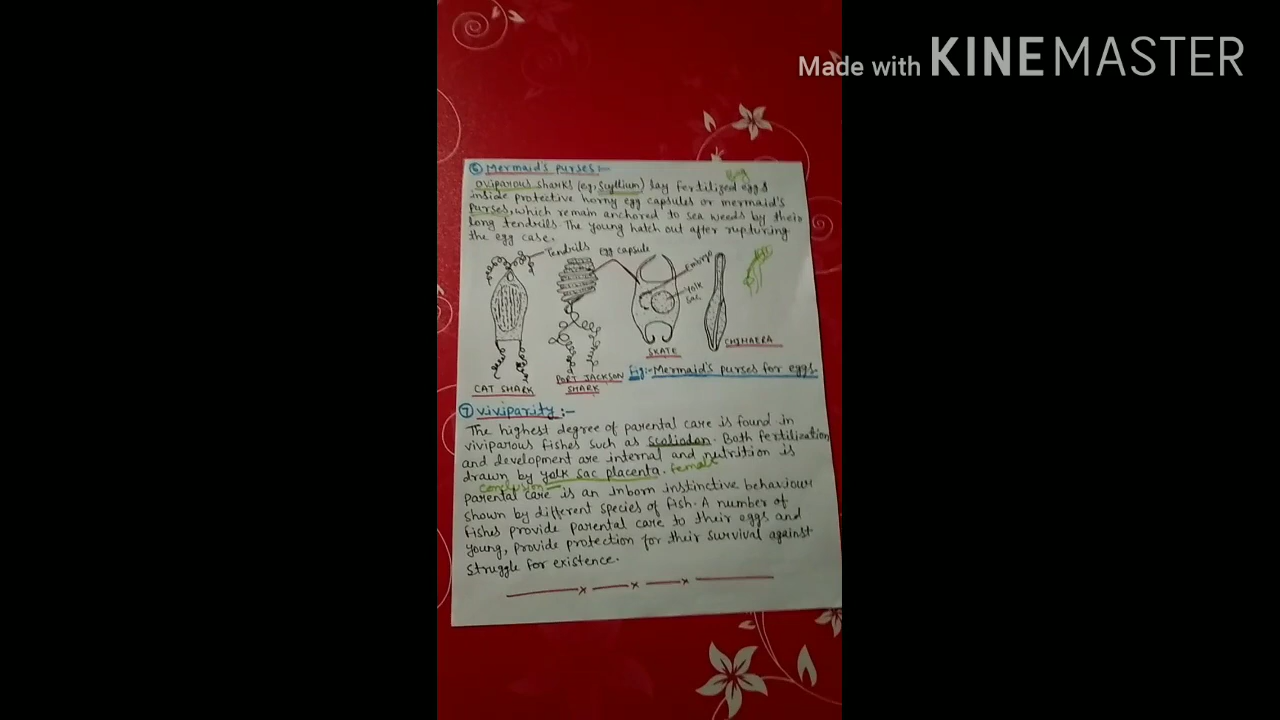 Made with KINEMASTER
⑥ Mermaid's purses:-
oviparous sharks (eg, Scyllium) lay fertilized eggs
inside protective horny egg capsules or mermaid's
purses, which remain anchored to sea weeds by their
long tendrils. The young hatch out after rupturing
the egg case.
Tendrils
egg capsule
Embryo
Yolk
sac
CAT SHARK
PORT JACKSON
SHARK
SKATE
CHIMAERA
Fig:- Mermaid's purses for eggs.
⑦ viviparity :-
The highest degree of parental care is found in
viviparous fishes such as Scoliodon. Both fertilization
and development are internal and nutrition is
drawn by yolk sac placenta. female
conclusion -
parental care is an inborn instinctive behaviour
shown by different species of fish. A number of
fishes provide parental care to their eggs and
young, provide protection for their survival against
struggle for existence.